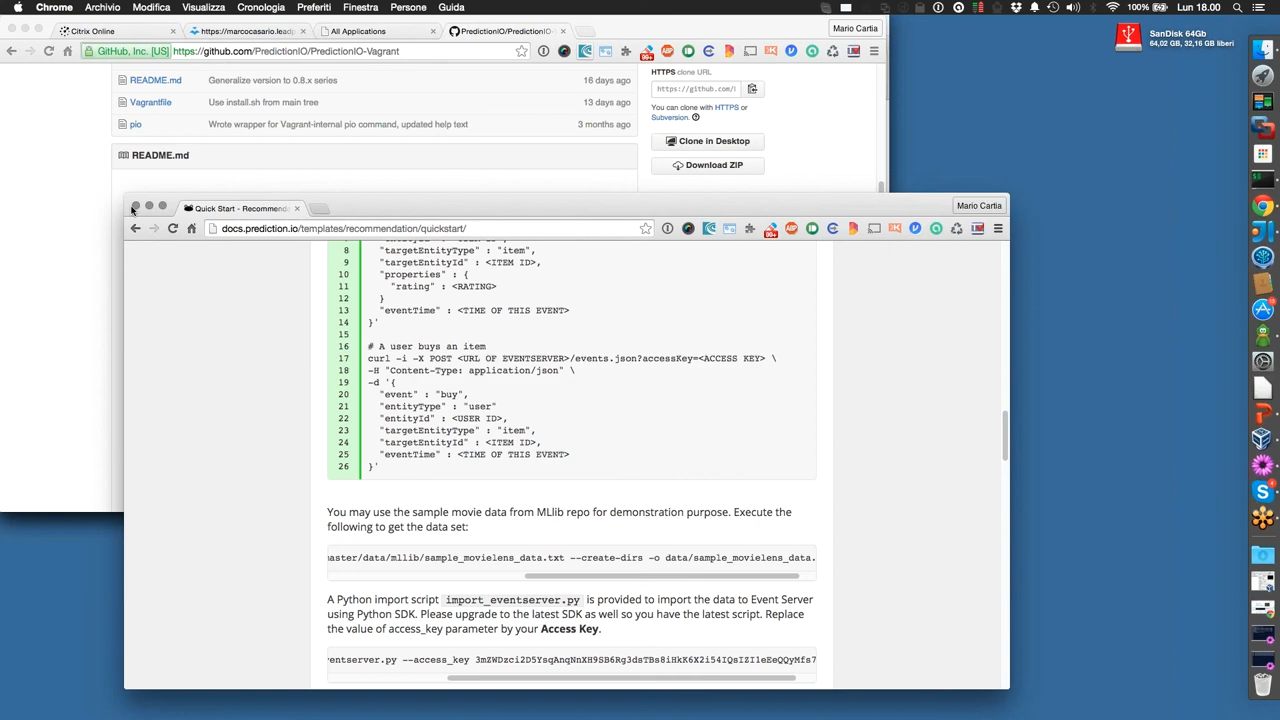 Chrome Archivio Modifica Visualizza Cronologia Preferiti Finestra Persone Guida
100% Lun 18.00
Citrix Online
https://marcocasario.leadp
All Applications
PredictionIO/PredictionIO-
Mario Cartia
GitHub, Inc. [US] https://github.com/PredictionIO/PredictionIO-Vagrant
SanDisk 64Gb
64,02 GB, 32,16 GB liberi
README.md Generalize version to 0.8.x series 16 days ago
Vagrantfile Use install.sh from main tree 13 days ago
pio Wrote wrapper for Vagrant-internal pio command, updated help text 3 months ago
README.md
HTTPS clone URL
https://github.com/
You can clone with HTTPS or
Subversion.
Clone in Desktop
Download ZIP
Quick Start - Recommenda
Mario Cartia
docs.prediction.io/templates/recommendation/quickstart/
8 "targetEntityType" : "item",
9 "targetEntityId" : <ITEM ID>,
10 "properties" : {
11 "rating" : <RATING>
12 }
13 "eventTime" : <TIME OF THIS EVENT>
14 }'
15
16 # A user buys an item
17 curl -i -X POST <URL OF EVENTSERVER>/events.json?accessKey=<ACCESS KEY> \
18 -H "Content-Type: application/json" \
19 -d '{
20 "event" : "buy",
21 "entityType" : "user"
22 "entityId" : <USER ID>,
23 "targetEntityType" : "item",
24 "targetEntityId" : <ITEM ID>,
25 "eventTime" : <TIME OF THIS EVENT>
26 }'
You may use the sample movie data from MLlib repo for demonstration purpose. Execute the
following to get the data set:
master/data/mllib/sample_movielens_data.txt --create-dirs -o data/sample_movielens_data.
A Python import script import_eventserver.py is provided to import the data to Event Server
using Python SDK. Please upgrade to the latest SDK as well so you have the latest script. Replace
the value of access_key parameter by your Access Key.
entserver.py --access_key 3mZWDzci2D5YsqAnqNnXH9SB6Rg3dsTBs8iHkK6X2i54IQsIZI1eEeQQyMfs7